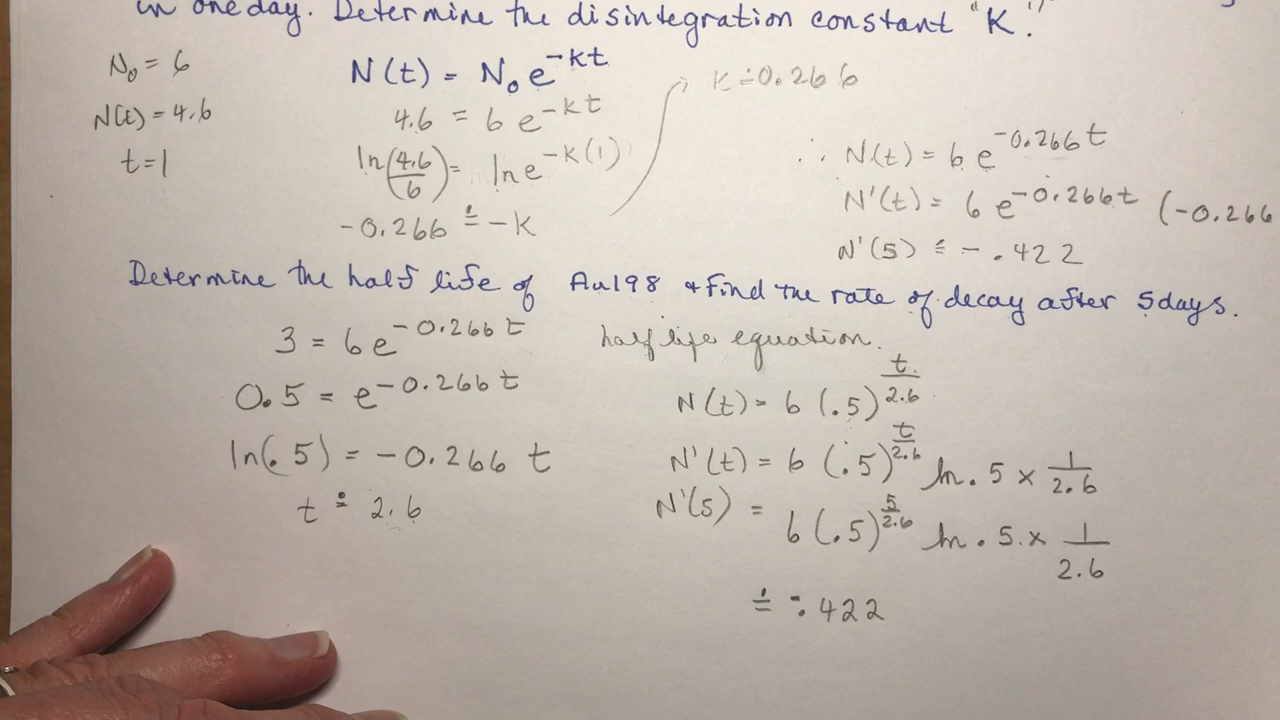 in one day. Determine the disintegration constant "K".
N₀ = 6
N(t) = 4.6
t=1
N(t) = N₀e^-kt
4.6 = 6e^-kt
ln(4.6/6) = ln e^-k(1)
-0.266 ≐ -K
K ≐ 0.266
∴ N(t) = 6e^-0.266t
N'(t) = 6e^-0.266t (-0.266
N'(5) ≐ -.422
Determine the half life of Au198 & find the rate of decay after 5 days.
3 = 6e^-0.266t
0.5 = e^-0.266t
ln(.5) = -0.266 t
t ≐ 2.6
half life equation.
N(t) = 6(.5)^t/2.6
N'(t) = 6(.5)^t/2.6 ln.5 × 1/2.6
N'(5) = 6(.5)^5/2.6 ln.5 × 1/2.6
≐ -.422